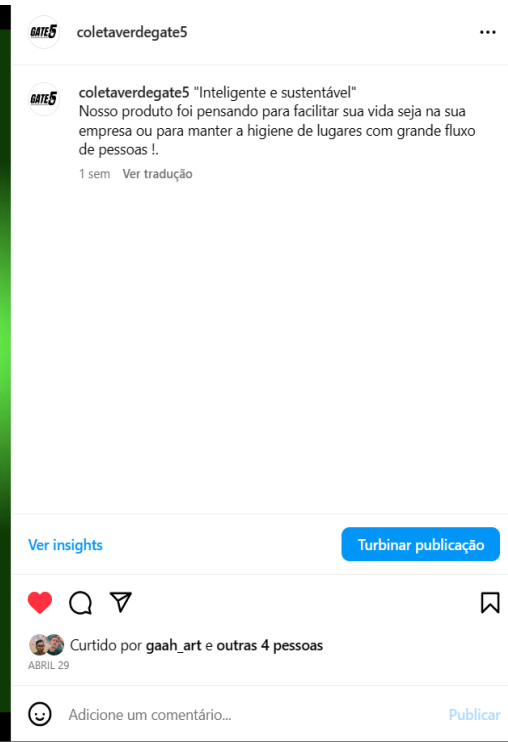 GATE5
coletaverdegate5
GATE5
coletaverdegate5 "Inteligente e sustentável"
Nosso produto foi pensando para facilitar sua vida seja na sua
empresa ou para manter a higiene de lugares com grande fluxo
de pessoas !.
1 sem Ver tradução
Ver insights
Turbinar publicação
Curtido por gaah_art e outras 4 pessoas
ABRIL 29
Adicione um comentário...
Publicar